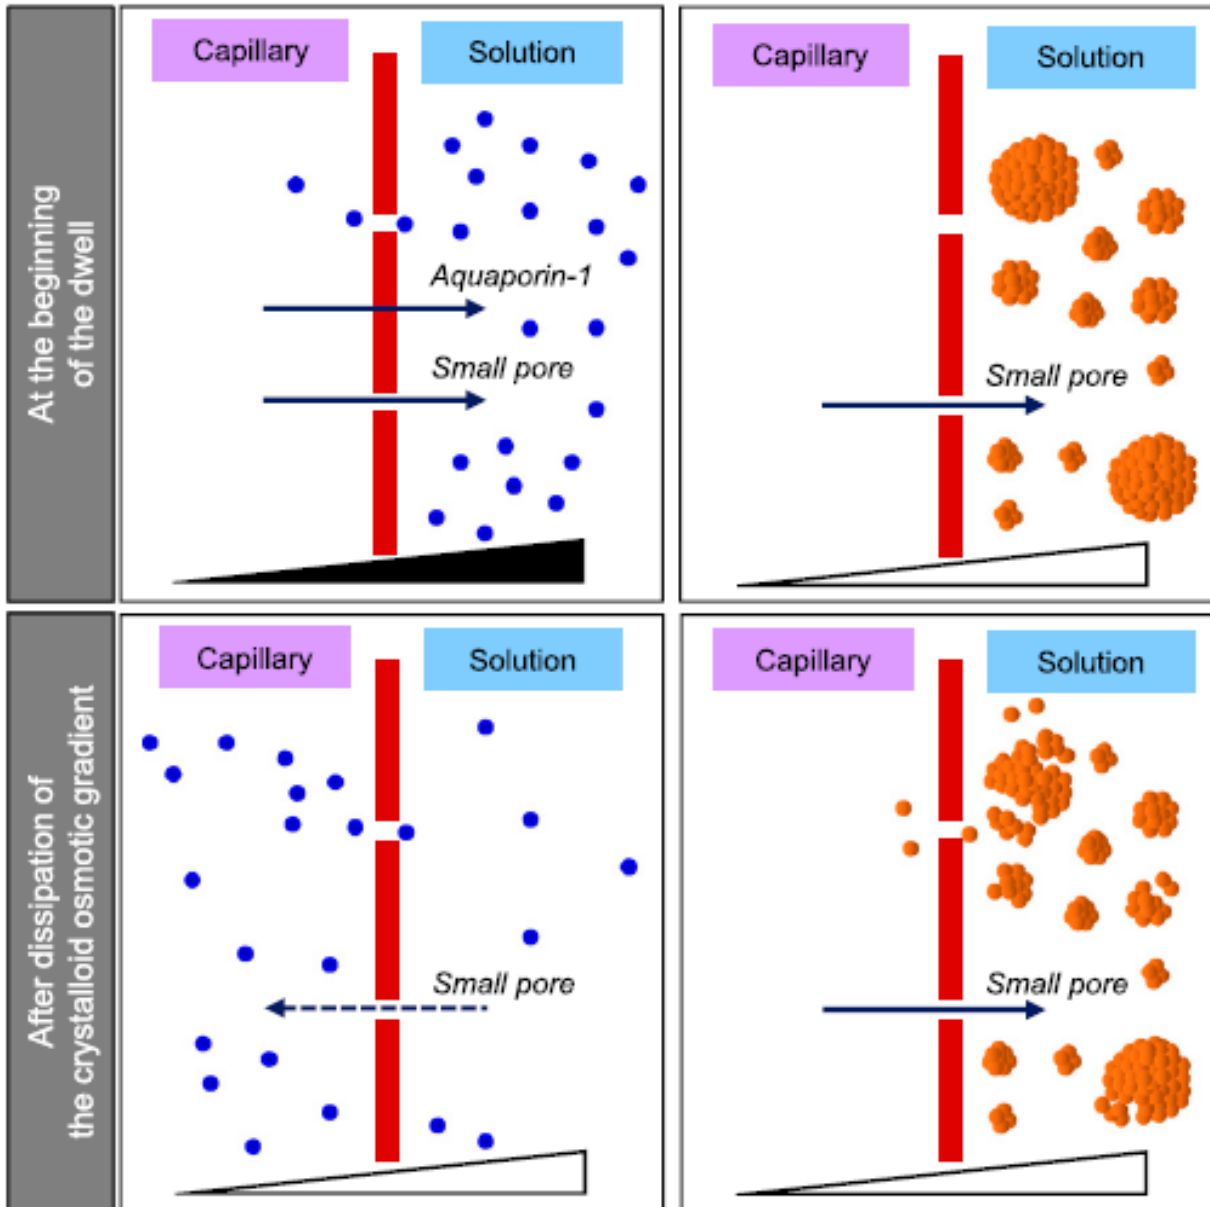 At the beginning
of the dwell
Capillary
Solution
Aquaporin-1
Small pore
Capillary
Solution
Small pore
After dissipation of
the crystalloid osmotic gradient
Capillary
Solution
Small pore
Capillary
Solution
Small pore